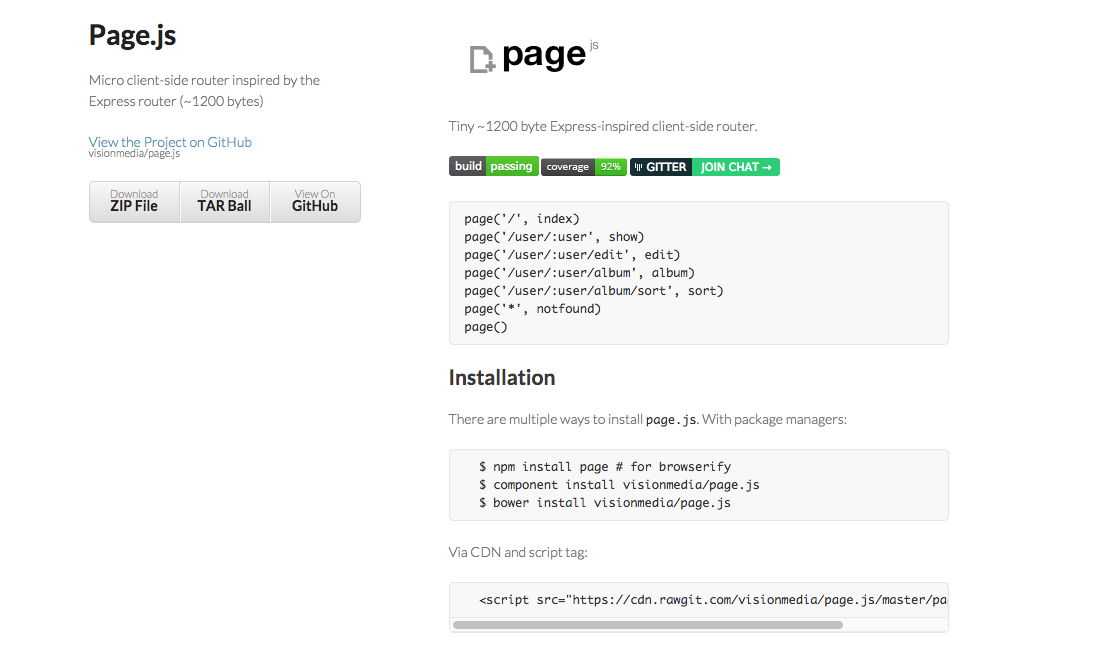 Page.js
Micro client-side router inspired by the
Express router (~1200 bytes)
View the Project on GitHub
visionmedia/page.js
Download
ZIP File
Download
TAR Ball
View On
GitHub
page js
Tiny ~1200 byte Express-inspired client-side router.
build passing coverage 92% GITTER JOIN CHAT →
page('/', index)
page('/user/:user', show)
page('/user/:user/edit', edit)
page('/user/:user/album', album)
page('/user/:user/album/sort', sort)
page('*', notfound)
page()
Installation
There are multiple ways to install page.js. With package managers:
$ npm install page # for browserify
$ component install visionmedia/page.js
$ bower install visionmedia/page.js
Via CDN and script tag:
<script src="https://cdn.rawgit.com/visionmedia/page.js/master/pa